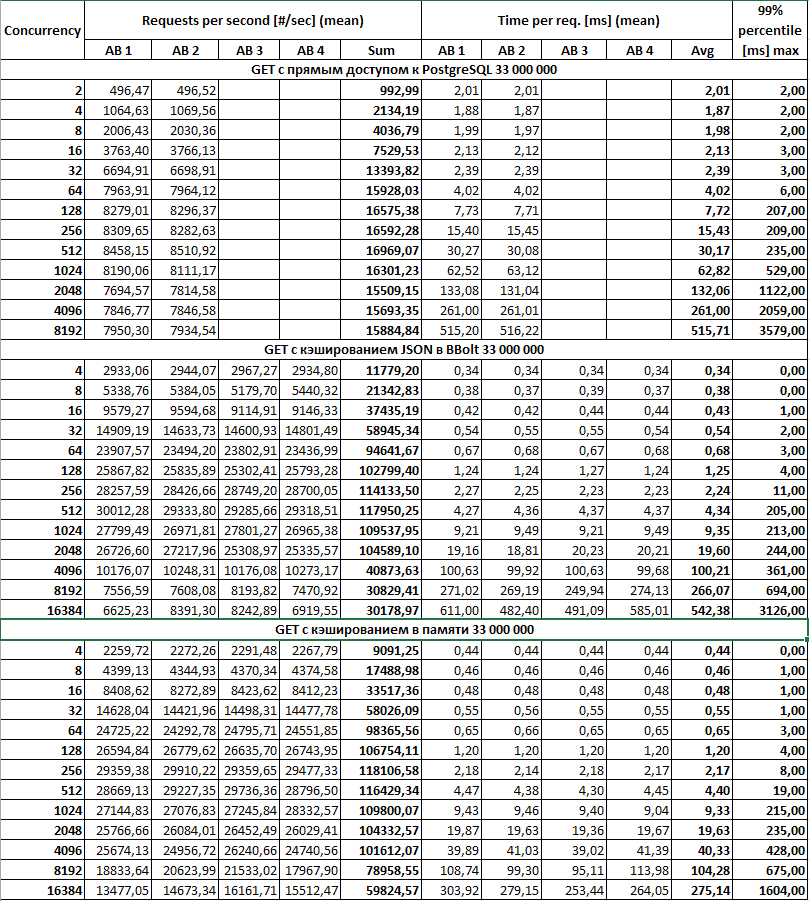 Concurrency Requests per second [#/sec] (mean) Time per req. [ms] (mean) 99% percentile [ms] max
AB 1 AB 2 AB 3 AB 4 Sum AB 1 AB 2 AB 3 AB 4 Avg
GET с прямым доступом к PostgreSQL 33 000 000
2 496,47 496,52 992,99 2,01 2,01 2,01 2,00
4 1064,63 1069,56 2134,19 1,88 1,87 1,87 2,00
8 2006,43 2030,36 4036,79 1,99 1,97 1,98 2,00
16 3763,40 3766,13 7529,53 2,13 2,12 2,13 3,00
32 6694,91 6698,91 13393,82 2,39 2,39 2,39 3,00
64 7963,91 7964,12 15928,03 4,02 4,02 4,02 6,00
128 8279,01 8296,37 16575,38 7,73 7,71 7,72 207,00
256 8309,65 8282,63 16592,28 15,40 15,45 15,43 209,00
512 8458,15 8510,92 16969,07 30,27 30,08 30,17 235,00
1024 8190,06 8111,17 16301,23 62,52 63,12 62,82 529,00
2048 7694,57 7814,58 15509,15 133,08 131,04 132,06 1122,00
4096 7846,77 7846,58 15693,35 261,00 261,01 261,00 2059,00
8192 7950,30 7934,54 15884,84 515,20 516,22 515,71 3579,00
GET с кэшированием JSON в BBolt 33 000 000
4 2933,06 2944,07 2967,27 2934,80 11779,20 0,34 0,34 0,34 0,34 0,34 0,00
8 5338,76 5384,05 5179,70 5440,32 21342,83 0,38 0,37 0,39 0,37 0,38 0,00
16 9579,27 9594,68 9114,91 9146,33 37435,19 0,42 0,42 0,44 0,44 0,43 1,00
32 14909,19 14633,73 14600,93 14801,49 58945,34 0,54 0,55 0,55 0,54 0,54 2,00
64 23907,57 23494,20 23802,91 23436,99 94641,67 0,67 0,68 0,67 0,68 0,68 3,00
128 25867,82 25835,89 25302,41 25793,28 102799,40 1,24 1,24 1,27 1,24 1,25 4,00
256 28257,59 28426,66 28749,20 28700,05 114133,50 2,27 2,25 2,23 2,23 2,24 11,00
512 30012,28 29333,80 29285,66 29318,51 117950,25 4,27 4,36 4,37 4,37 4,34 205,00
1024 27799,49 26971,81 27801,27 26965,38 109537,95 9,21 9,49 9,21 9,49 9,35 213,00
2048 26726,60 27217,96 25308,97 25335,57 104589,10 19,16 18,81 20,23 20,21 19,60 244,00
4096 10176,07 10248,31 10176,08 10273,17 40873,63 100,63 99,92 100,63 99,68 100,21 361,00
8192 7556,59 7608,08 8193,82 7470,92 30829,41 271,02 269,19 249,94 274,13 266,07 694,00
16384 6625,23 8391,30 8242,89 6919,55 30178,97 611,00 482,40 491,09 585,01 542,38 3126,00
GET с кэшированием в памяти 33 000 000
4 2259,72 2272,26 2291,48 2267,79 9091,25 0,44 0,44 0,44 0,44 0,44 0,00
8 4399,13 4344,93 4370,34 4374,58 17488,98 0,46 0,46 0,46 0,46 0,46 1,00
16 8408,62 8272,89 8423,62 8412,23 33517,36 0,48 0,48 0,48 0,48 0,48 1,00
32 14628,04 14421,96 14498,31 14477,78 58026,09 0,55 0,56 0,55 0,55 0,55 1,00
64 24725,22 24292,78 24795,71 24551,85 98365,56 0,65 0,66 0,65 0,65 0,65 3,00
128 26594,84 26779,62 26635,70 26743,95 106754,11 1,20 1,20 1,20 1,20 1,20 4,00
256 29359,38 29910,22 29359,65 29477,33 118106,58 2,18 2,14 2,18 2,17 2,17 8,00
512 28669,13 29227,35 29736,36 28796,50 116429,34 4,47 4,38 4,30 4,45 4,40 19,00
1024 27144,83 27076,83 27245,84 28332,57 109800,07 9,43 9,46 9,40 9,04 9,33 215,00
2048 25766,66 26084,01 26452,49 26029,41 104332,57 19,87 19,63 19,36 19,67 19,63 235,00
4096 25674,13 24956,72 26240,66 24740,56 101612,07 39,89 41,03 39,02 41,39 40,33 428,00
8192 18833,64 20623,99 21533,02 17967,90 78958,55 108,74 99,30 95,11 113,98 104,28 675,00
16384 13477,05 14673,34 16161,71 15512,47 59824,57 303,92 279,15 253,44 264,05 275,14 1604,00